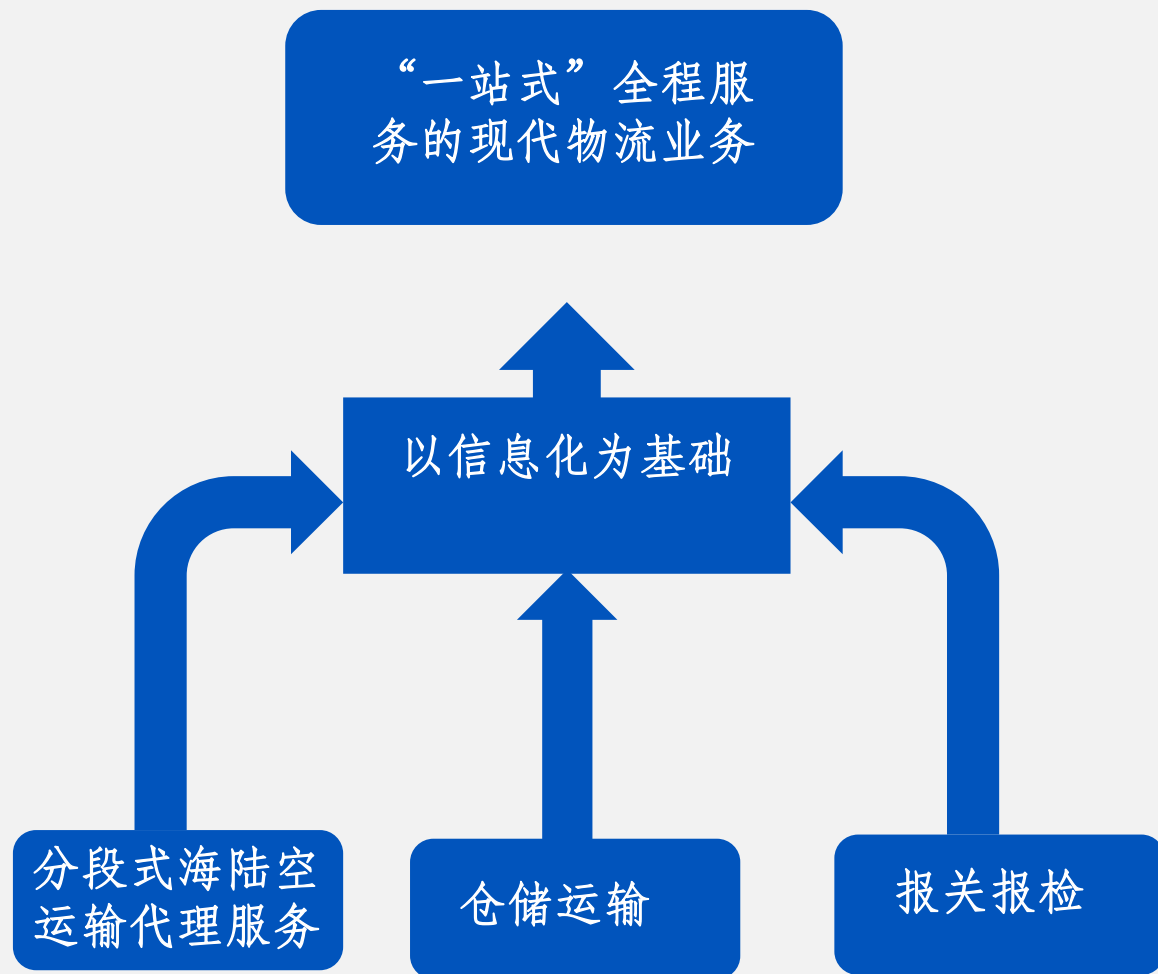 “一站式”全程服
务的现代物流业务
以信息化为基础
分段式海陆空
运输代理服务
仓储运输
报关报检